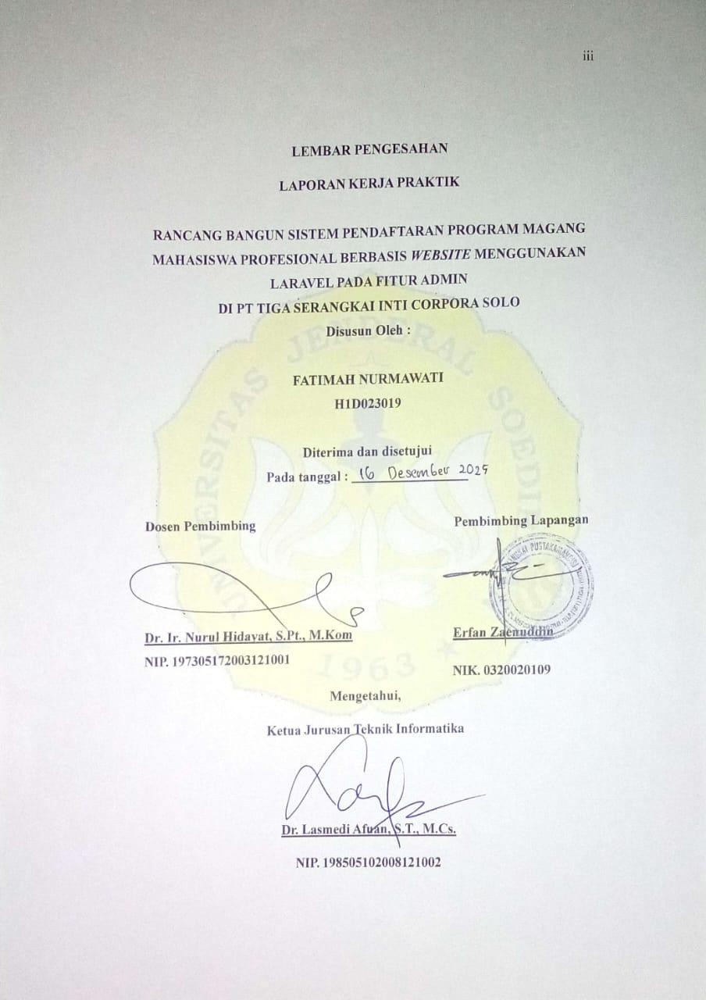 iii
LEMBAR PENGESAHAN
LAPORAN KERJA PRAKTIK
RANCANG BANGUN SISTEM PENDAFTARAN PROGRAM MAGANG
MAHASISWA PROFESIONAL BERBASIS WEBSITE MENGGUNAKAN
LARAVEL PADA FITUR ADMIN
DI PT TIGA SERANGKAI INTI CORPORA SOLO
Disusun Oleh :
UNIVERSITAS JENDERAL SOEDI
FATIMAH NURMAWATI
H1D023019
Diterima dan disetujui
Pada tanggal : 16 Desember 2025
Dosen Pembimbing
Pembimbing Lapangan
Dr. Ir. Nurul Hidayat, S.Pt., M.Kom
Erfan Zaenuddin
NIP. 197305172003121001
NIK. 0320020109
1963
Mengetahui,
Ketua Jurusan Teknik Informatika
Dr. Lasmedi Afuan, S.T., M.Cs.
NIP. 198505102008121002